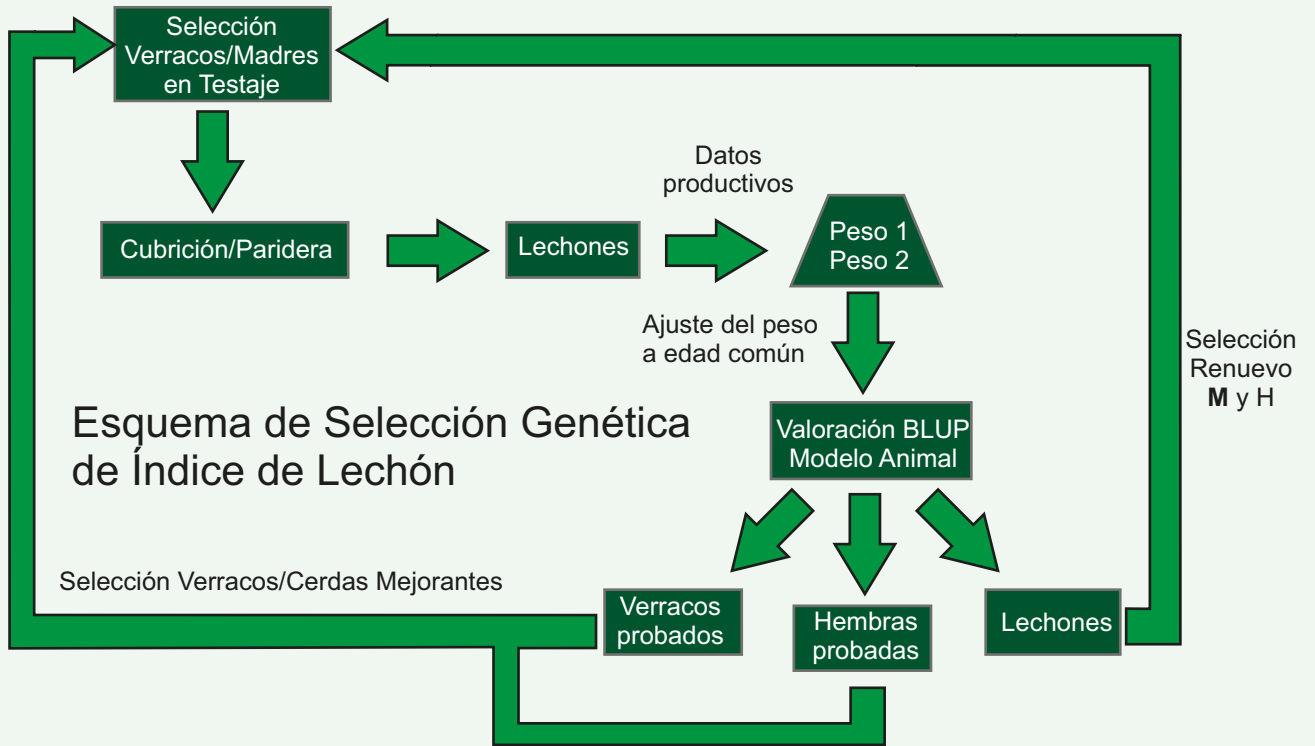 Selección
Verracos/Madres
en Testaje
Datos
productivos
Cubrición/Paridera
Lechones
Peso 1
Peso 2
Ajuste del peso
a edad común
Selección
Renuevo
M y H
Esquema de Selección Genética
de Índice de Lechón
Valoración BLUP
Modelo Animal
Selección Verracos/Cerdas Mejorantes
Verracos
probados
Hembras
probadas
Lechones